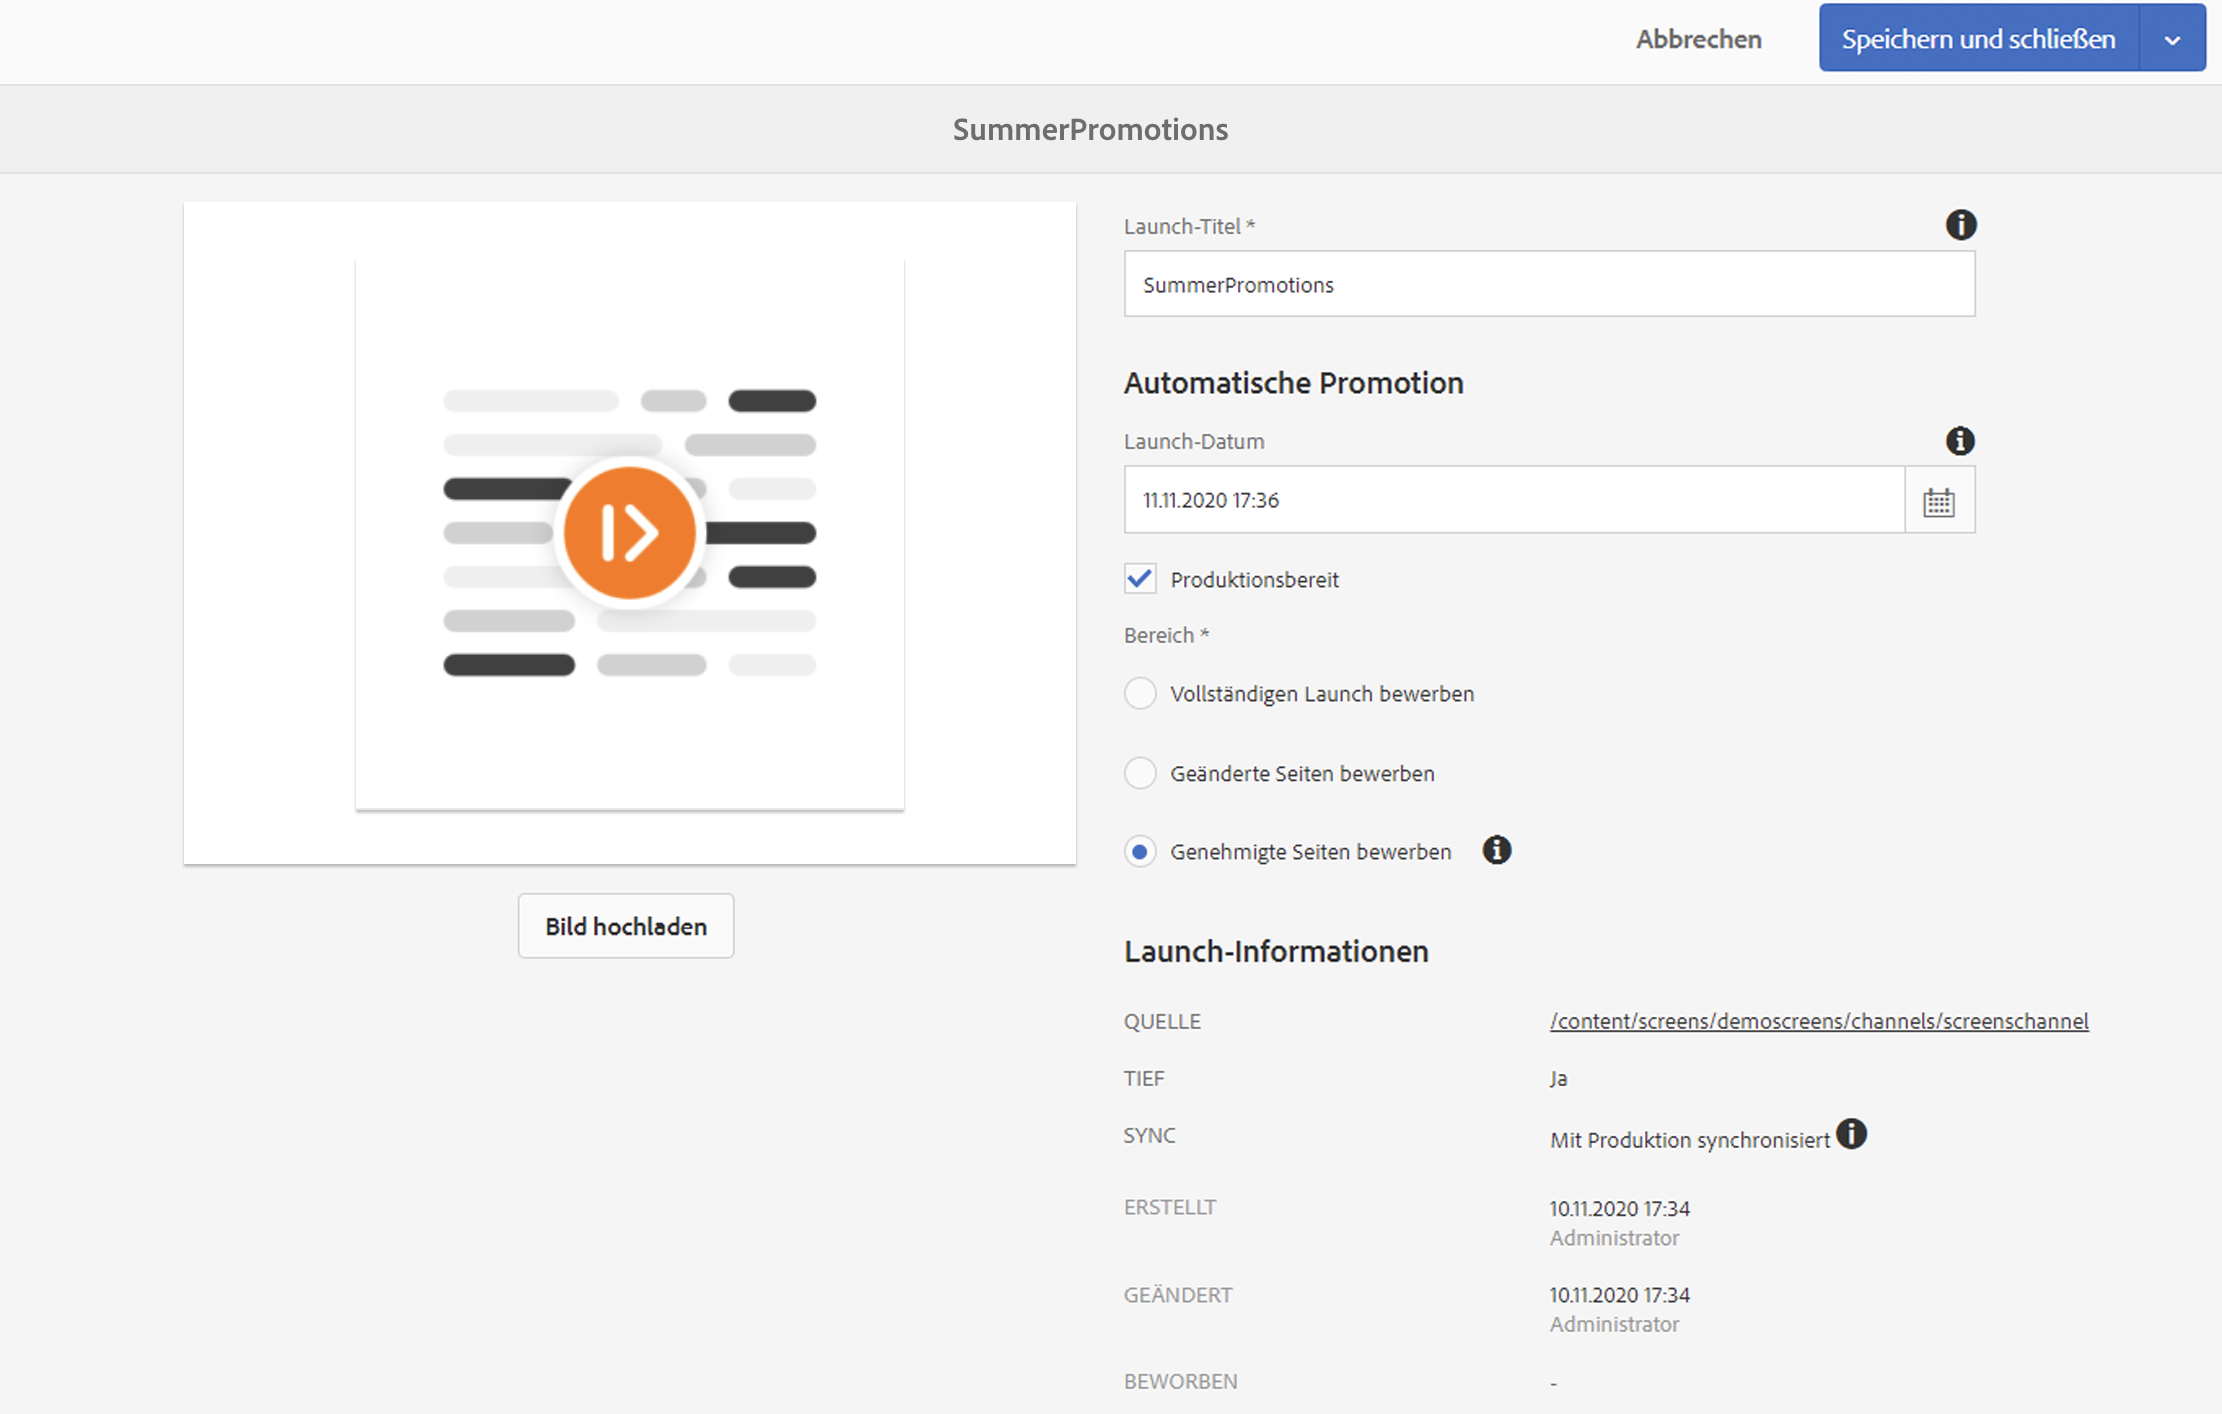 Abbrechen
Speichern und schließen
SummerPromotions
Launch-Titel *
SummerPromotions
Automatische Promotion
Launch-Datum
11.11.2020 17:36
Produktionsbereit
Bereich *
Vollständigen Launch bewerben
Geänderte Seiten bewerben
Genehmigte Seiten bewerben
Bild hochladen
Launch-Informationen
QUELLE
/content/screens/demoscreens/channels/screenschannel
TIEF
Ja
SYNC
Mit Produktion synchronisiert
ERSTELLT
10.11.2020 17:34
Administrator
GEÄNDERT
10.11.2020 17:34
Administrator
BEWORBEN
-